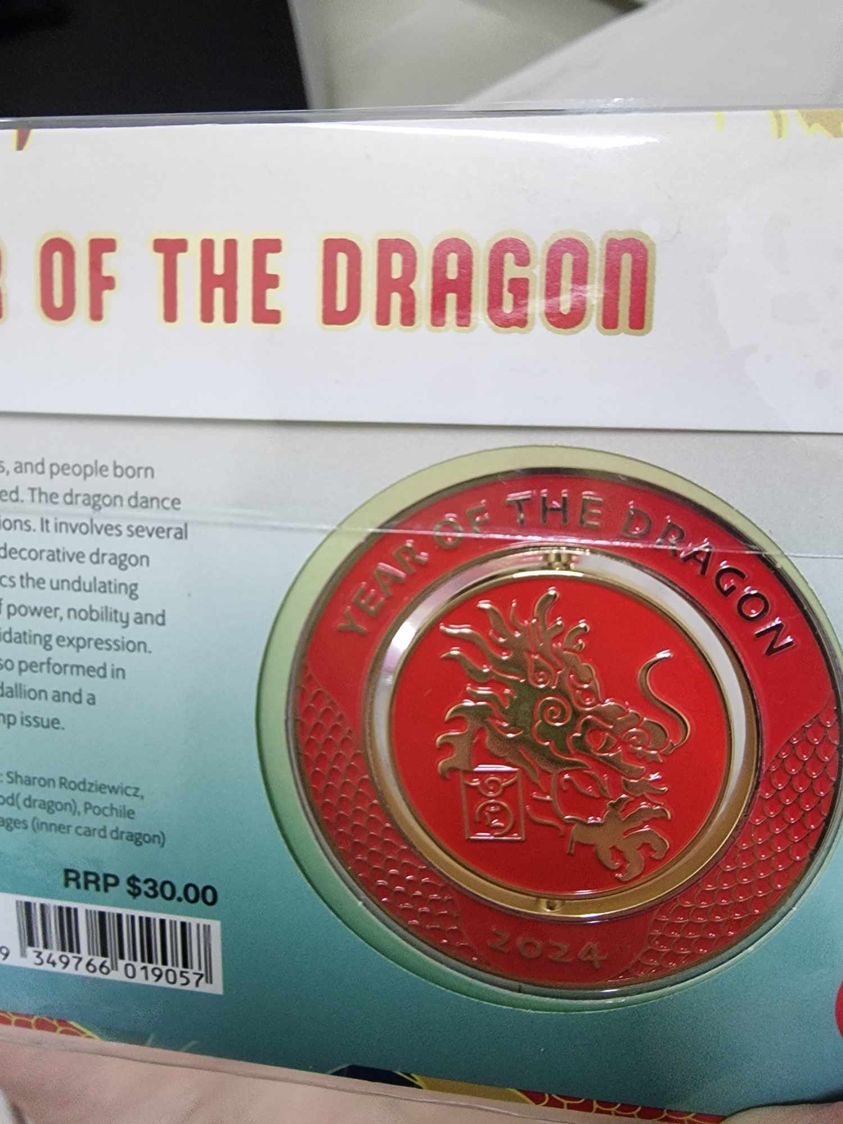 OF THE DRAGON
s, and people born
ed. The dragon dance
ions. It involves several
decorative dragon
cs the undulating
f power, nobility and
idating expression.
so performed in
dallion and a
mp issue.
: Sharon Rodziewicz,
od( dragon), Pochile
ages (inner card dragon)
RRP $30.00
9 349766 019057
YEAR OF THE DRAGON
2024